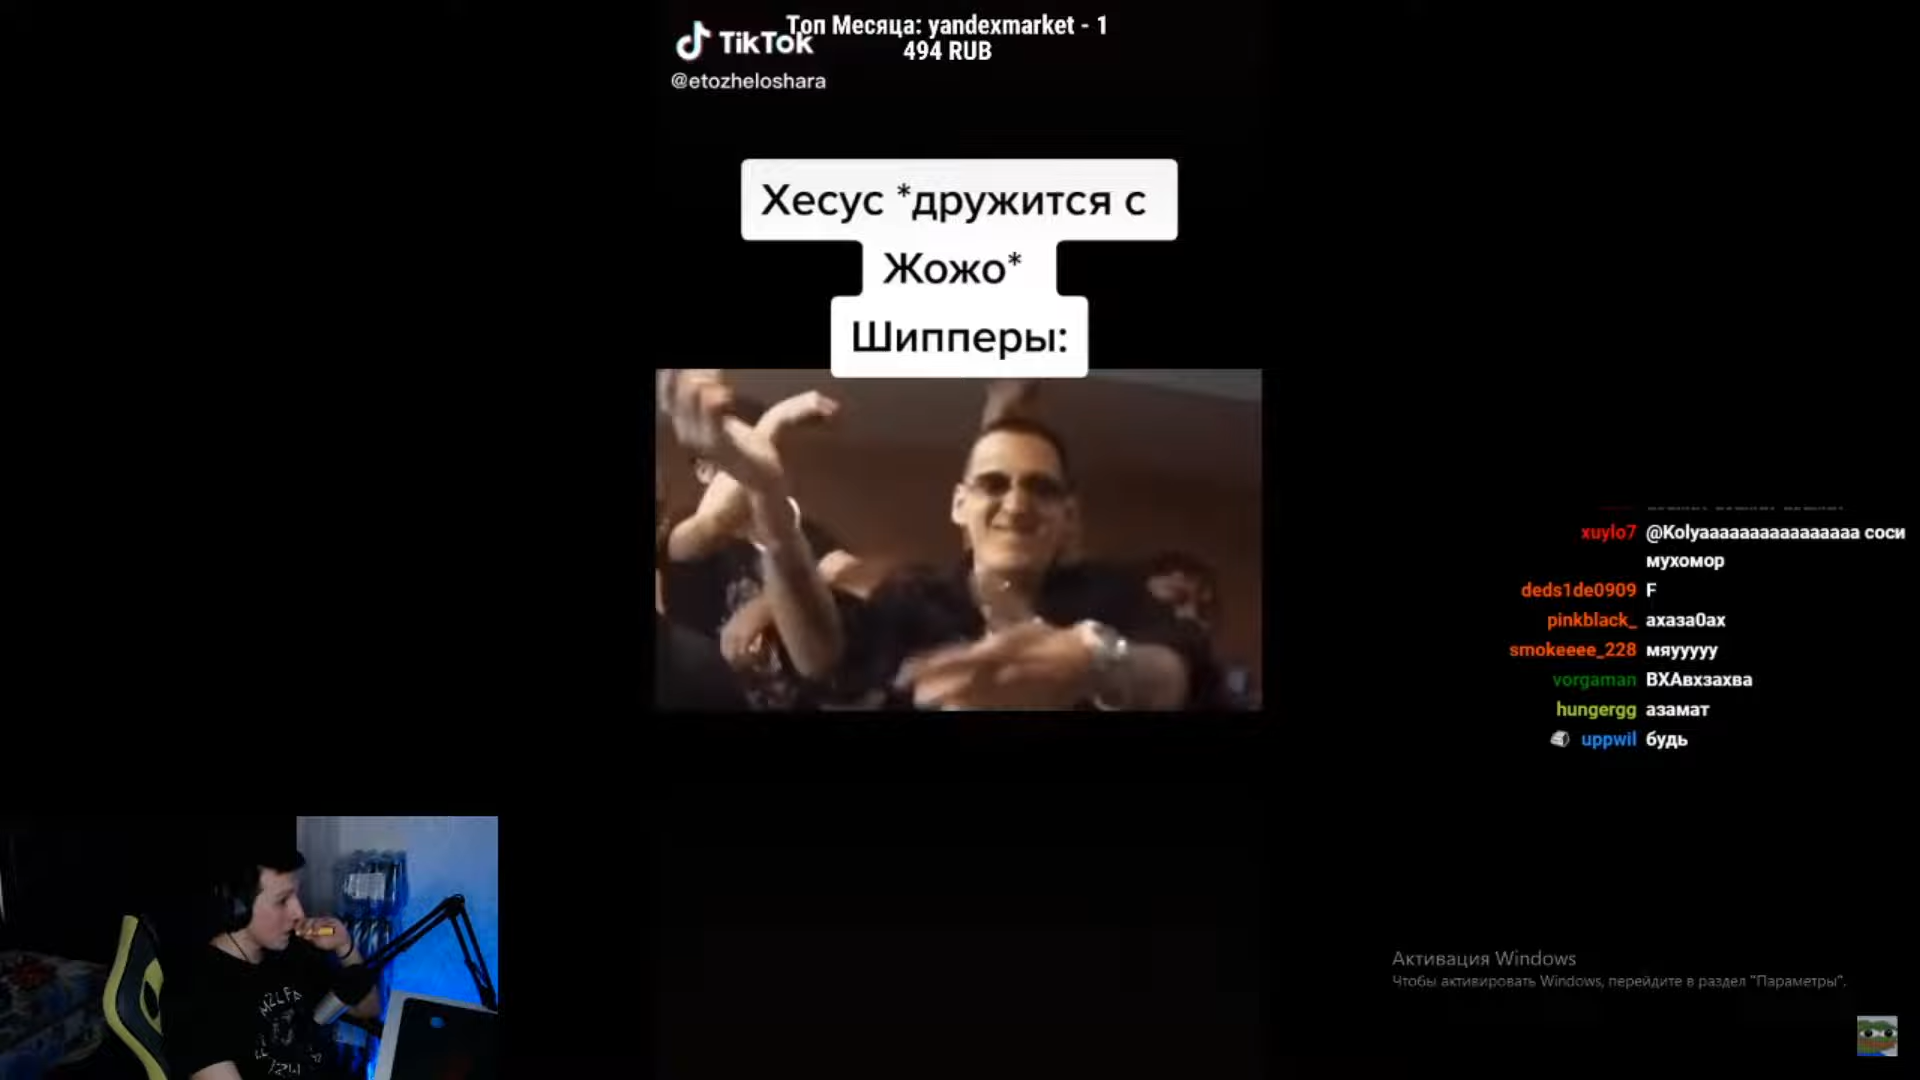 Топ Месяца: yandexmarket - 1
494 RUB
TikTok
@etozheloshara
Хесус *дружится с
Жожо*
Шипперы:
xuylo7 @Kolyaaaaaaaaaaaaaaaaa соси
мухомор
deds1de0909 F
pinkblack_ ахаза0ах
smokeeee_228 мяууууу
vorgaman ВХАвхзахва
hungergg азамат
uppwil будь
Активация Windows
Чтобы активировать Windows, перейдите в раздел "Параметры".